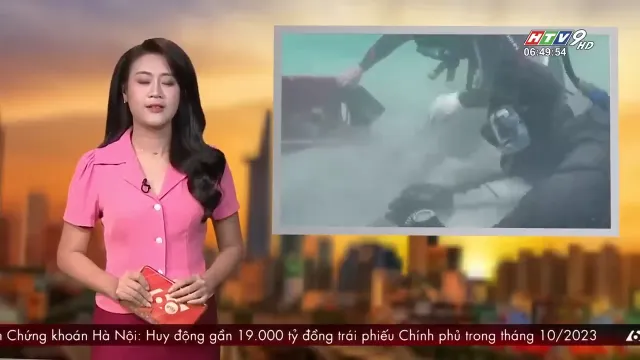 HTV9 HD
06:49:54
n Chứng khoán Hà Nội: Huy động gần 19.000 tỷ đồng trái phiếu Chính phủ trong tháng 10/2023